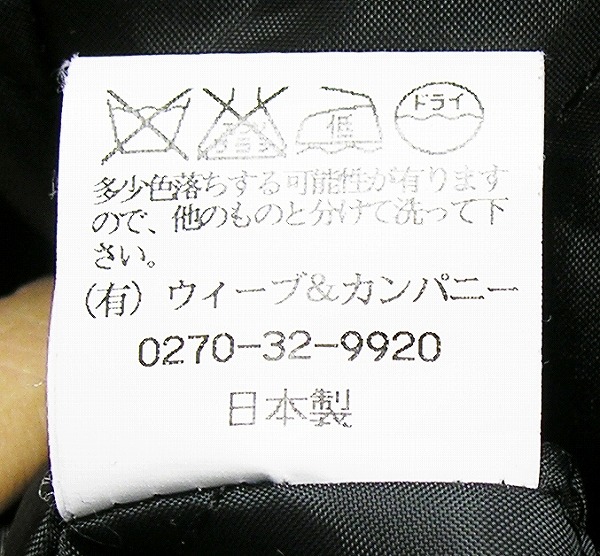 低 ドライ
多少色落ちする可能性が有ります
ので、他のものと分けて洗って下
さい。
(有) ウィーブ&カンパニー
0270-32-9920
日本製